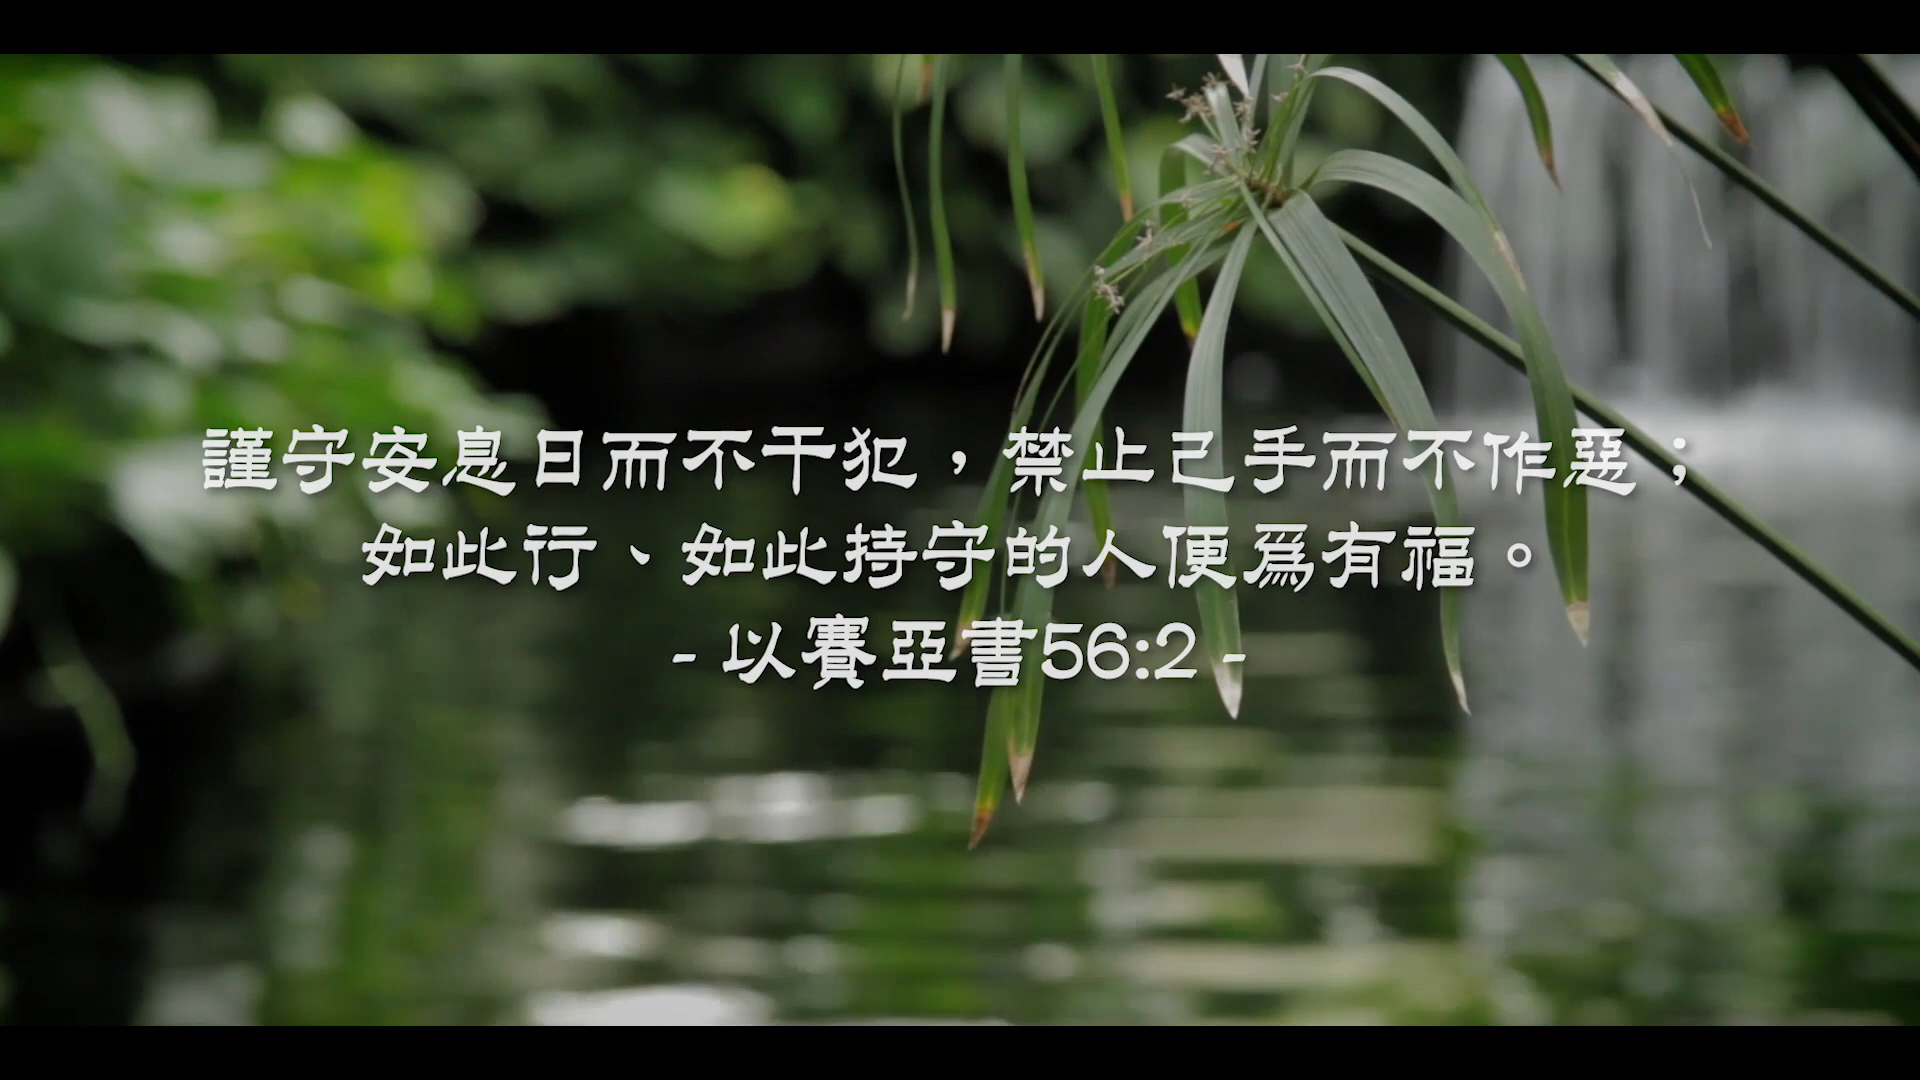 謹守安息日而不干犯，禁止己手而不作惡；
如此行、如此持守的人便為有福。
- 以賽亞書56:2 -